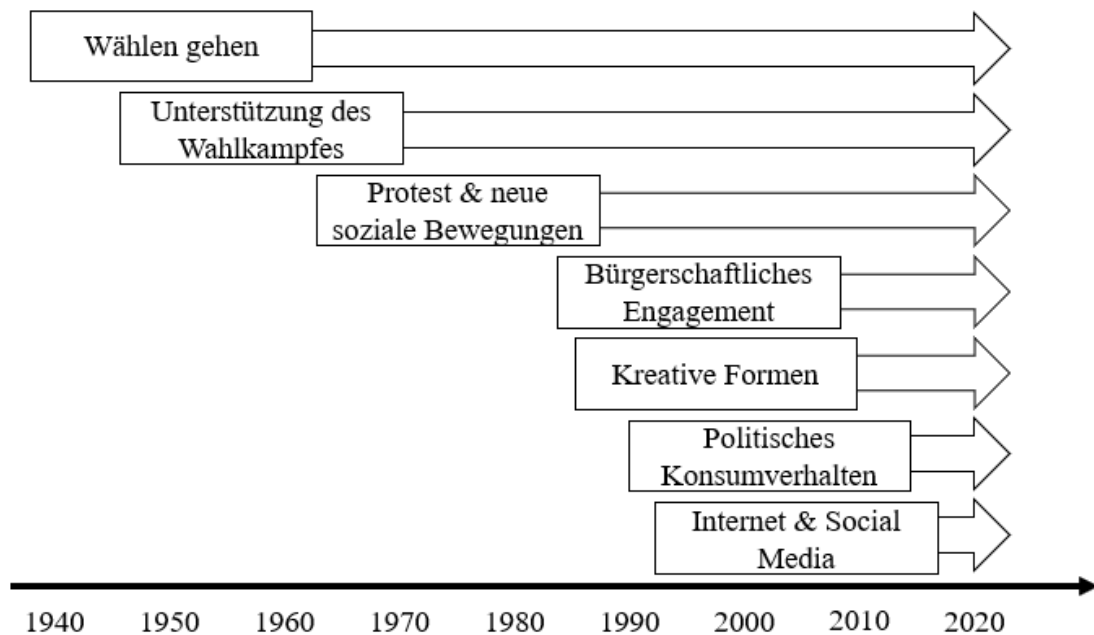 Wählen gehen
Unterstützung des
Wahlkampfes
Protest & neue
soziale Bewegungen
Bürgerschaftliches
Engagement
Kreative Formen
Politisches
Konsumverhalten
Internet & Social
Media
1940 1950 1960 1970 1980 1990 2000 2010 2020